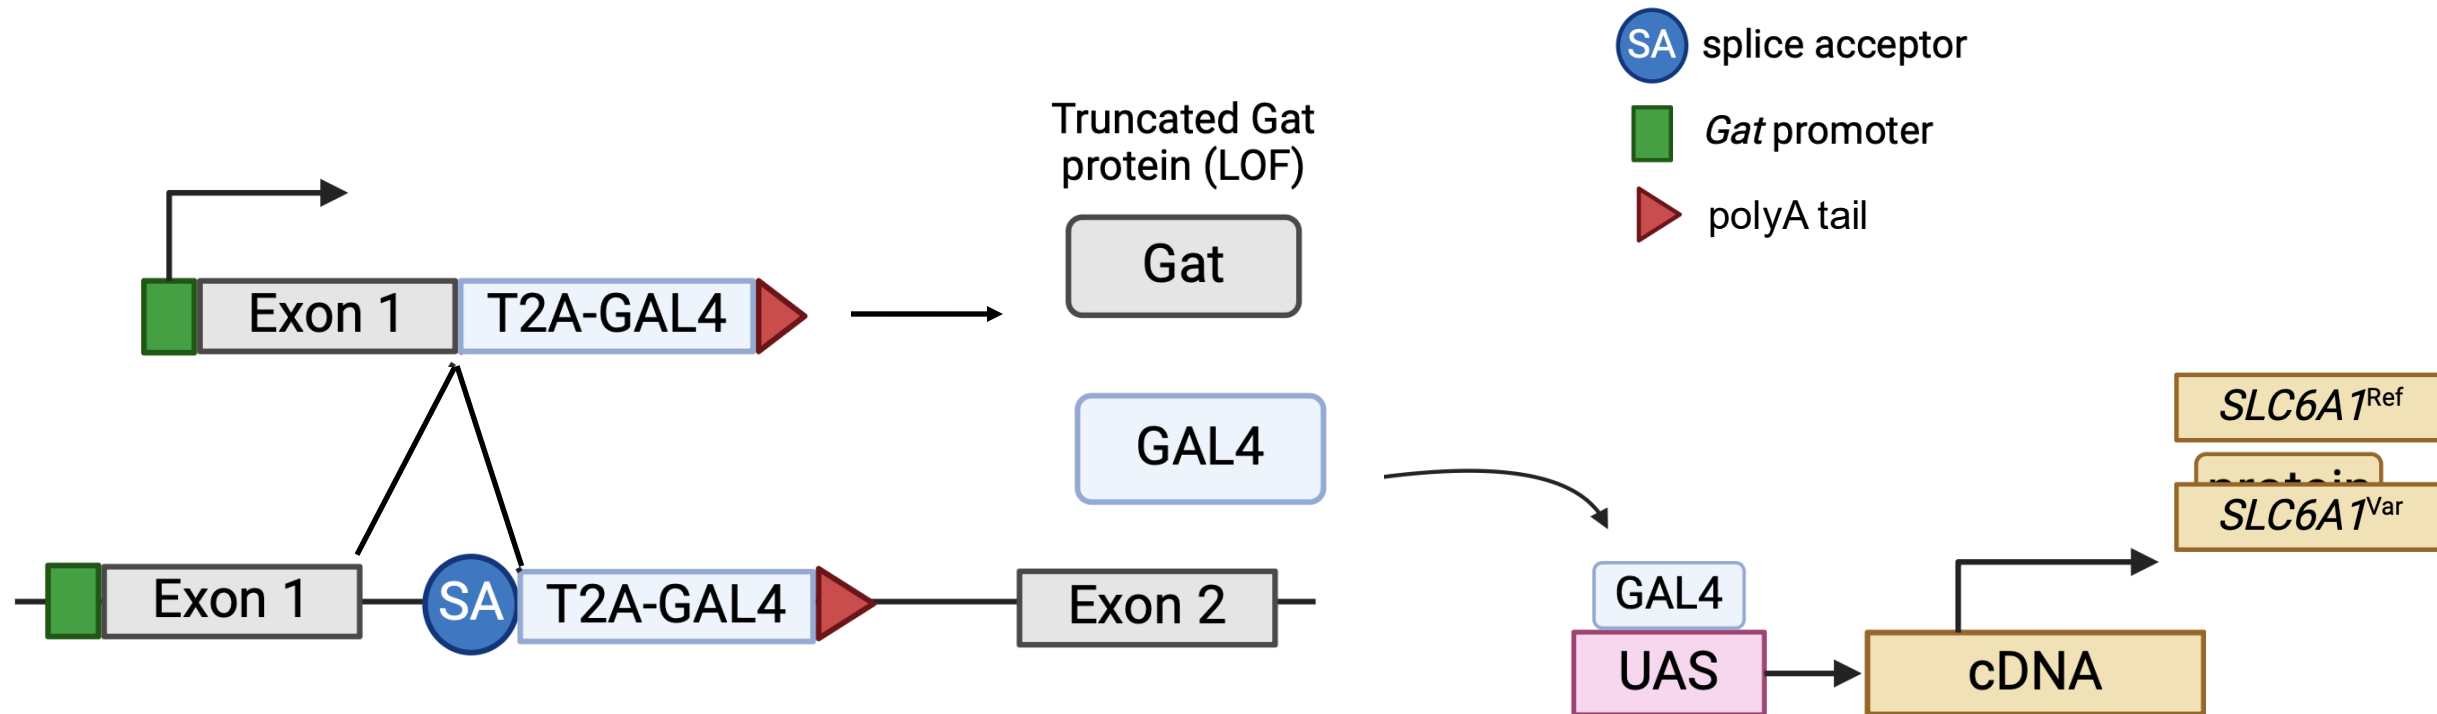 SA splice acceptor
Gat promoter
polyA tail
Truncated Gat
protein (LOF)
Gat
Exon 1 T2A-GAL4
GAL4
SLC6A1Ref
protein
SLC6A1Var
Exon 1 SA T2A-GAL4 Exon 2
GAL4
UAS cDNA